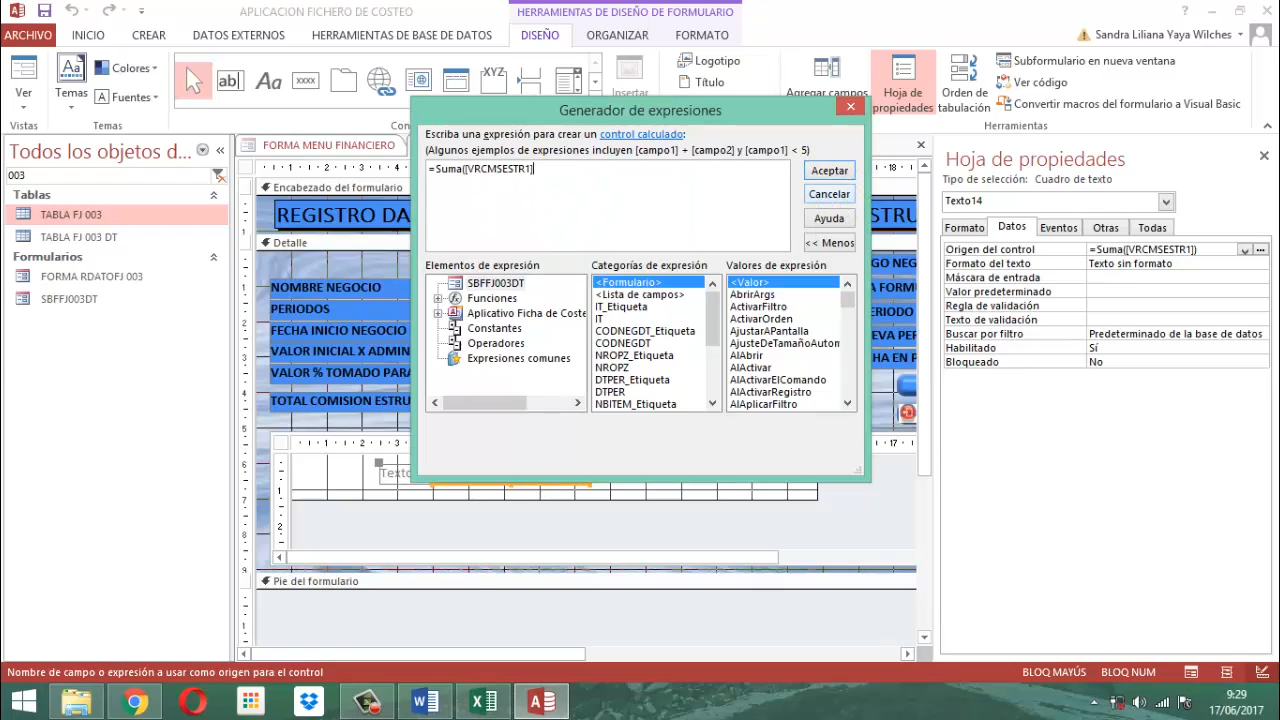 APLICACION FICHERO DE COSTEO
HERRAMIENTAS DE DISEÑO DE FORMULARIO
ARCHIVO
INICIO
CREAR
DATOS EXTERNOS
HERRAMIENTAS DE BASE DE DATOS
DISEÑO
ORGANIZAR
FORMATO
Sandra Liliana Yaya Wilches
Ver
Temas
Colores
Fuentes
Vistas
Temas
ab|
Aa
xxxx
XYZ
Insertar
Logotipo
Título
Agregar campos
Hoja de propiedades
Orden de tabulación
Subformulario en nueva ventana
Ver código
Convertir macros del formulario a Visual Basic
Herramientas
Todos los objetos d...
003
Tablas
TABLA FJ 003
TABLA FJ 003 DT
Formularios
FORMA RDATOFJ 003
SBFFJ003DT
FORMA MENU FINANCIERO
Encabezado del formulario
REGISTRO DA
Detalle
NOMBRE NEGOCIO
PERIODOS
FECHA INICIO NEGOCIO
VALOR INICIAL X ADMIN
VALOR % TOMADO PARA
TOTAL COMISION ESTRU
Texto
Pie del formulario
Generador de expresiones
Escriba una expresión para crear un control calculado:
(Algunos ejemplos de expresiones incluyen [campo1] + [campo2] y [campo1] < 5)
=Suma([VRCMSESTR1]
Aceptar
Cancelar
Ayuda
<< Menos
Elementos de expresión
SBFFJ003DT
Funciones
Aplicativo Ficha de Coste
Constantes
Operadores
Expresiones comunes
Categorías de expresión
<Formulario>
<Lista de campos>
IT_Etiqueta
IT
CODNEGDT_Etiqueta
CODNEGDT
NROPZ_Etiqueta
NROPZ
DTPER_Etiqueta
DTPER
NBITEM_Etiqueta
Valores de expresión
<Valor>
AbrirArgs
ActivarFiltro
ActivarOrden
AjustarAPantalla
AjusteDeTamañoAutom
AlAbrir
AlActivar
AlActivarElComando
AlActivarRegistro
AlAplicarFiltro
Hoja de propiedades
Tipo de selección: Cuadro de texto
Texto14
Formato
Datos
Eventos
Otras
Todas
Origen del control =Suma([VRCMSESTR1])
Formato del texto Texto sin formato
Máscara de entrada
Valor predeterminado
Regla de validación
Texto de validación
Buscar por filtro Predeterminado de la base de datos
Habilitado Sí
Bloqueado No
Nombre de campo o expresión a usar como origen para el control
BLOQ MAYÚS
BLOQ NUM
9:29
17/06/2017